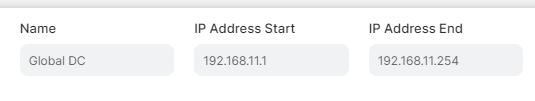 Name IP Address Start IP Address End
Global DC 192.168.11.1 192.168.11.254